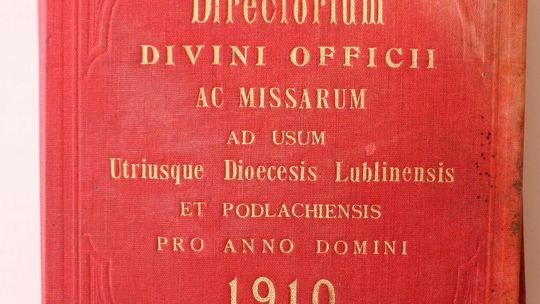 Directorium
DIVINI OFFICII
AC MISSARUM
AD USUM
Utriusque Dioecesis Lublinensis
ET PODLACHIENSIS
PRO ANNO DOMINI
1910